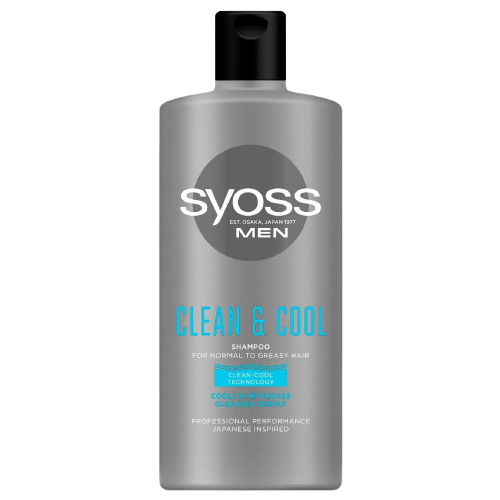 syoss
EST. OSAKA, JAPAN 1977
MEN
CLEAN & COOL
SHAMPOO
FOR NORMAL TO GREASY HAIR
CLEAN-COOL
TECHNOLOGY
PROFESSIONAL PERFORMANCE
JAPANESE INSPIRED